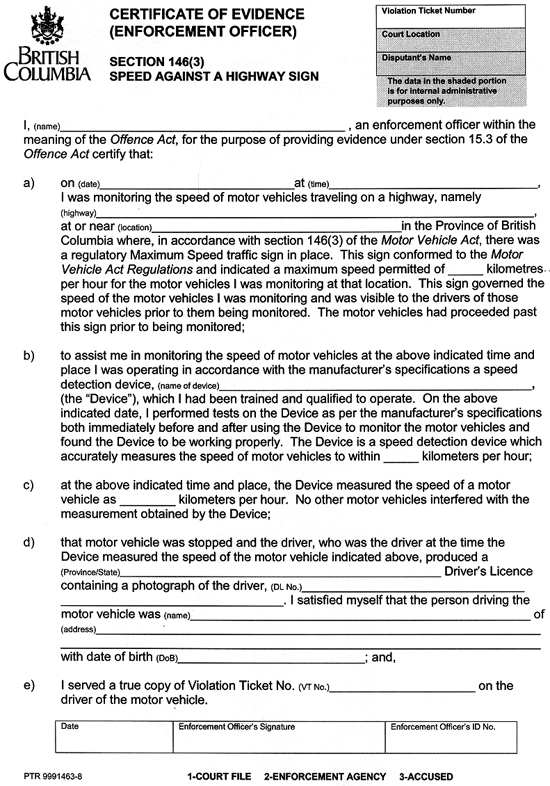 BRITISH
COLUMBIA
CERTIFICATE OF EVIDENCE
(ENFORCEMENT OFFICER)
SECTION 146(3)
SPEED AGAINST A HIGHWAY SIGN
Violation Ticket Number
Court Location
Disputant's Name
The data in the shaded portion
is for internal administrative
purposes only.
I, (name)________, an enforcement officer within the
meaning of the Offence Act, for the purpose of providing evidence under section 15.3 of the
Offence Act certify that:
a) on (date)________at (time)________,
I was monitoring the speed of motor vehicles traveling on a highway, namely
(highway)________,
at or near (location)________in the Province of British
Columbia where, in accordance with section 146(3) of the Motor Vehicle Act, there was
a regulatory Maximum Speed traffic sign in place. This sign conformed to the Motor
Vehicle Act Regulations and indicated a maximum speed permitted of _____ kilometres
per hour for the motor vehicles I was monitoring at that location. This sign governed the
speed of the motor vehicles I was monitoring and was visible to the drivers of those
motor vehicles prior to them being monitored. The motor vehicles had proceeded past
this sign prior to being monitored;
b) to assist me in monitoring the speed of motor vehicles at the above indicated time and
place I was operating in accordance with the manufacturer's specifications a speed
detection device, (name of device)________,
(the "Device"), which I had been trained and qualified to operate. On the above
indicated date, I performed tests on the Device as per the manufacturer's specifications
both immediately before and after using the Device to monitor the motor vehicles and
found the Device to be working properly. The Device is a speed detection device which
accurately measures the speed of motor vehicles to within _____ kilometers per hour;
c) at the above indicated time and place, the Device measured the speed of a motor
vehicle as ________ kilometers per hour. No other motor vehicles interfered with the
measurement obtained by the Device;
d) that motor vehicle was stopped and the driver, who was the driver at the time the
Device measured the speed of the motor vehicle indicated above, produced a
(Province/State)________ Driver's Licence
containing a photograph of the driver, (DL No.)________
________. I satisfied myself that the person driving the
motor vehicle was (name)________ of
(address)________
________
with date of birth (DoB)________; and,
e) I served a true copy of Violation Ticket No. (VT No.)________ on the
driver of the motor vehicle.
Date Enforcement Officer's Signature Enforcement Officer's ID No.
PTR 9991463-8 1-COURT FILE 2-ENFORCEMENT AGENCY 3-ACCUSED